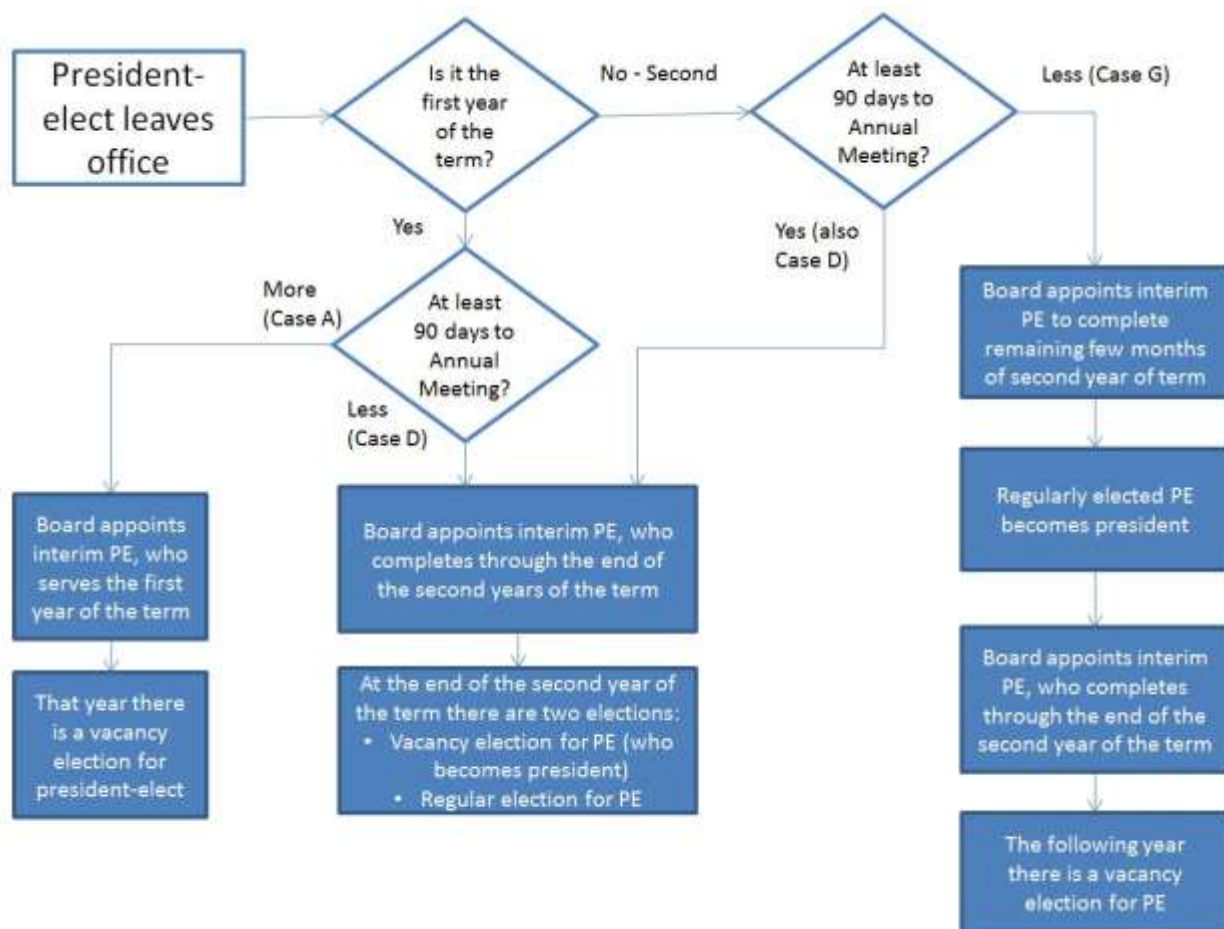 President-
elect leaves
office
Is it the
first year
of the
term?
No - Second
At least
90 days to
Annual
Meeting?
Less (Case G)
Yes
Yes (also
Case D)
More
(Case A)
At least
90 days to
Annual
Meeting?
Less
(Case D)
Board appoints
interim PE, who
serves the first
year of the term
That year there
is a vacancy
election for
president-elect
Board appoints interim PE, who
completes through the end of
the second years of the term
At the end of the second year of
the term there are two elections:
• Vacancy election for PE (who
becomes president)
• Regular election for PE
Board appoints interim
PE to complete
remaining few months
of second year of term
Regularly elected PE
becomes president
Board appoints interim
PE, who completes
through the end of the
second year of the term
The following year
there is a vacancy
election for PE